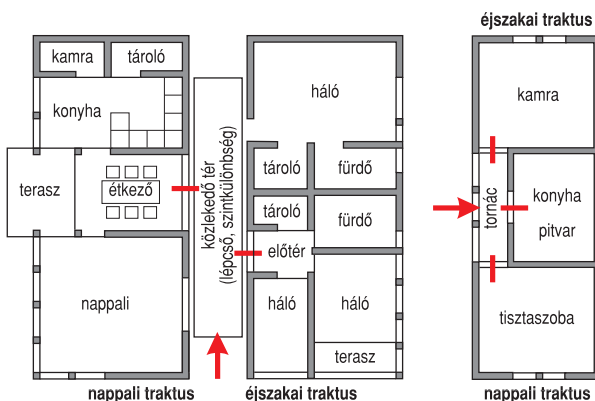 kamra
tároló
konyha
terasz
étkező
nappali
nappali traktus
közlekedő tér
(lépcső, szintkülönbség)
háló
tároló
fürdő
tároló
fürdő
előtér
háló
háló
terasz
éjszakai traktus
éjszakai traktus
kamra
tornác
konyha
pitvar
tisztaszoba
nappali traktus